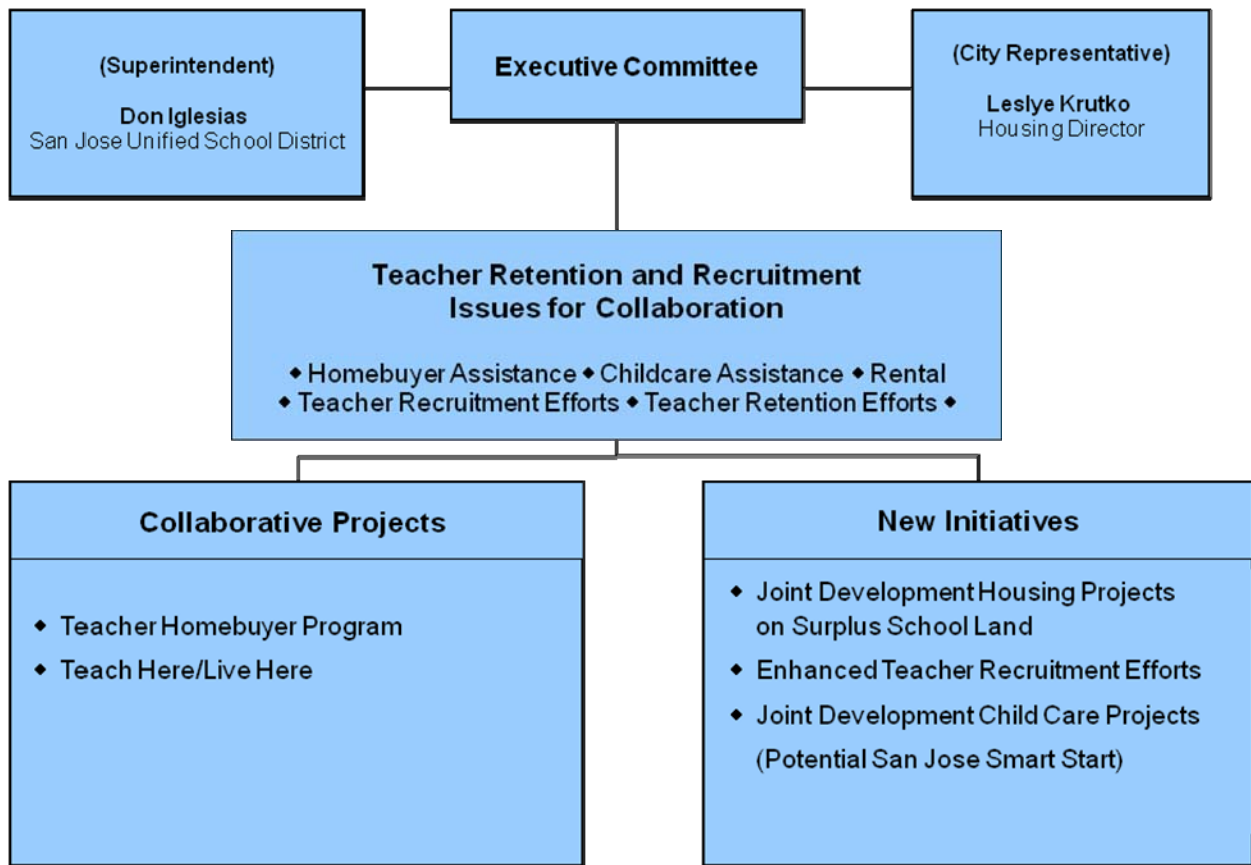 (Superintendent)
Don Iglesias
San Jose Unified School District
Executive Committee
(City Representative)
Leslye Krutko
Housing Director
Teacher Retention and Recruitment
Issues for Collaboration
◆ Homebuyer Assistance ◆ Childcare Assistance ◆ Rental
◆ Teacher Recruitment Efforts ◆ Teacher Retention Efforts ◆
Collaborative Projects
◆ Teacher Homebuyer Program
◆ Teach Here/Live Here
New Initiatives
◆ Joint Development Housing Projects
on Surplus School Land
◆ Enhanced Teacher Recruitment Efforts
◆ Joint Development Child Care Projects
(Potential San Jose Smart Start)